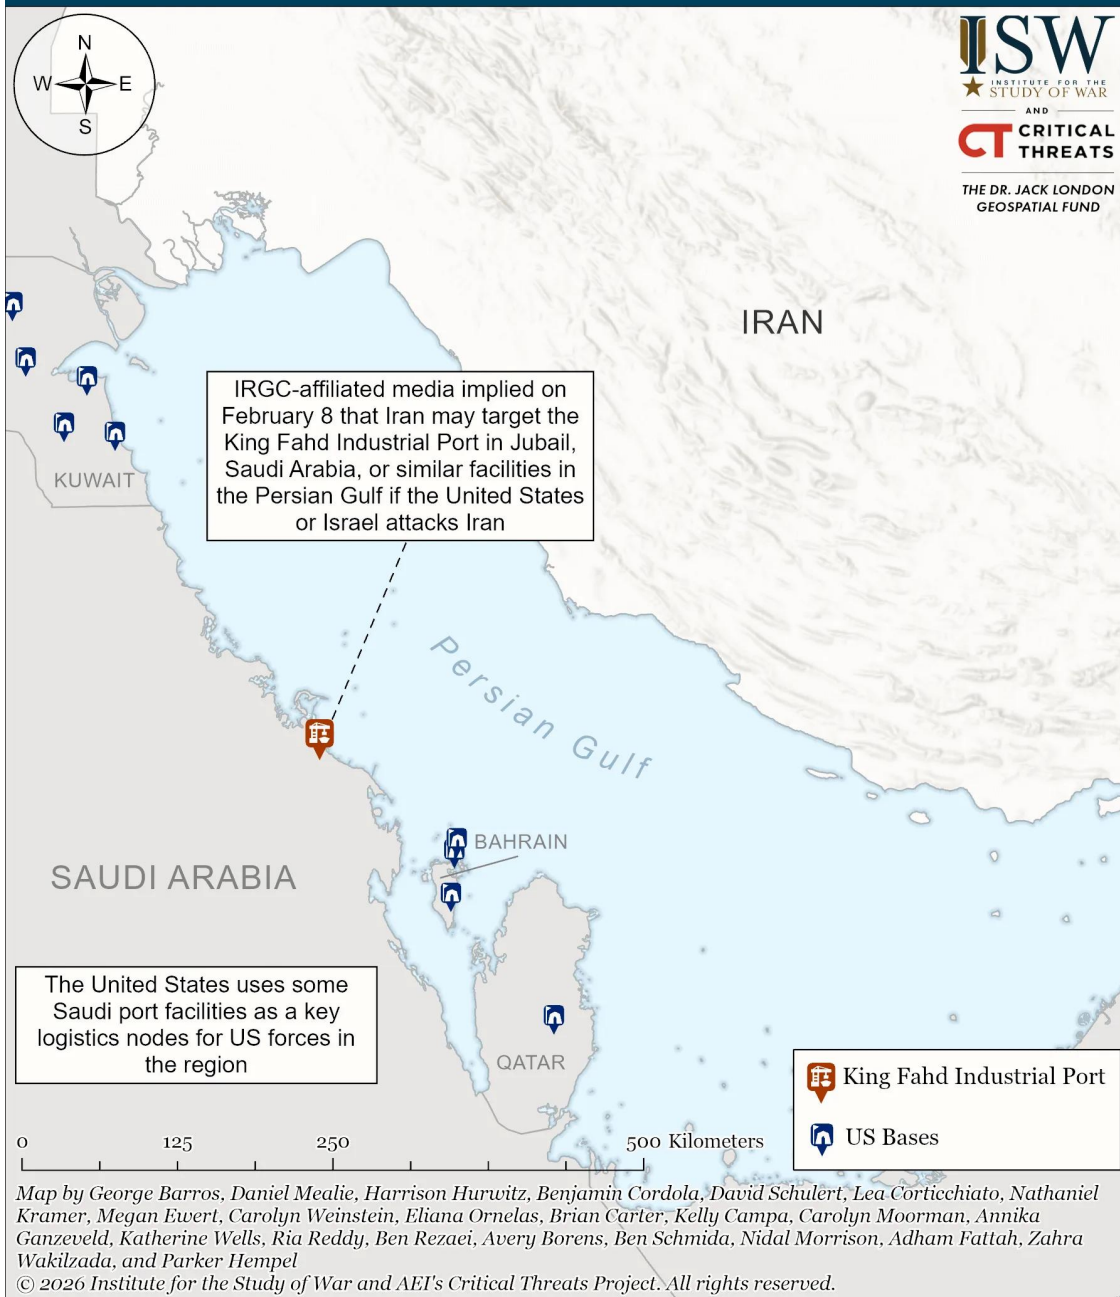 N
W
E
S
ISW
INSTITUTE FOR THE
STUDY OF WAR
AND
CT CRITICAL
THREATS
THE DR. JACK LONDON
GEOSPATIAL FUND
IRAN
IRGC-affiliated media implied on
February 8 that Iran may target the
King Fahd Industrial Port in Jubail,
Saudi Arabia, or similar facilities in
the Persian Gulf if the United States
or Israel attacks Iran
KUWAIT
Persian Gulf
BAHRAIN
SAUDI ARABIA
The United States uses some
Saudi port facilities as a key
logistics nodes for US forces in
the region
QATAR
King Fahd Industrial Port
US Bases
0 125 250 500 Kilometers
Map by George Barros, Daniel Mealie, Harrison Hurwitz, Benjamin Cordola, David Schulert, Lea Corticchiato, Nathaniel
Kramer, Megan Ewert, Carolyn Weinstein, Eliana Ornelas, Brian Carter, Kelly Campa, Carolyn Moorman, Annika
Ganzeveld, Katherine Wells, Ria Reddy, Ben Rezaei, Avery Borens, Ben Schmida, Nidal Morrison, Adham Fattah, Zahra
Wakilzada, and Parker Hempel
© 2026 Institute for the Study of War and AEI's Critical Threats Project. All rights reserved.